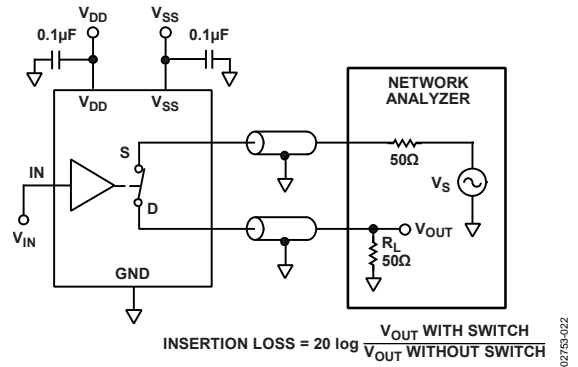 VDD
VSS
0.1µF
0.1µF
VDD
VSS
NETWORK
ANALYZER
S
50Ω
IN
VS
D
VOUT
VIN
RL
50Ω
GND
INSERTION LOSS = 20 log VOUT WITH SWITCH
VOUT WITHOUT SWITCH
02753-022